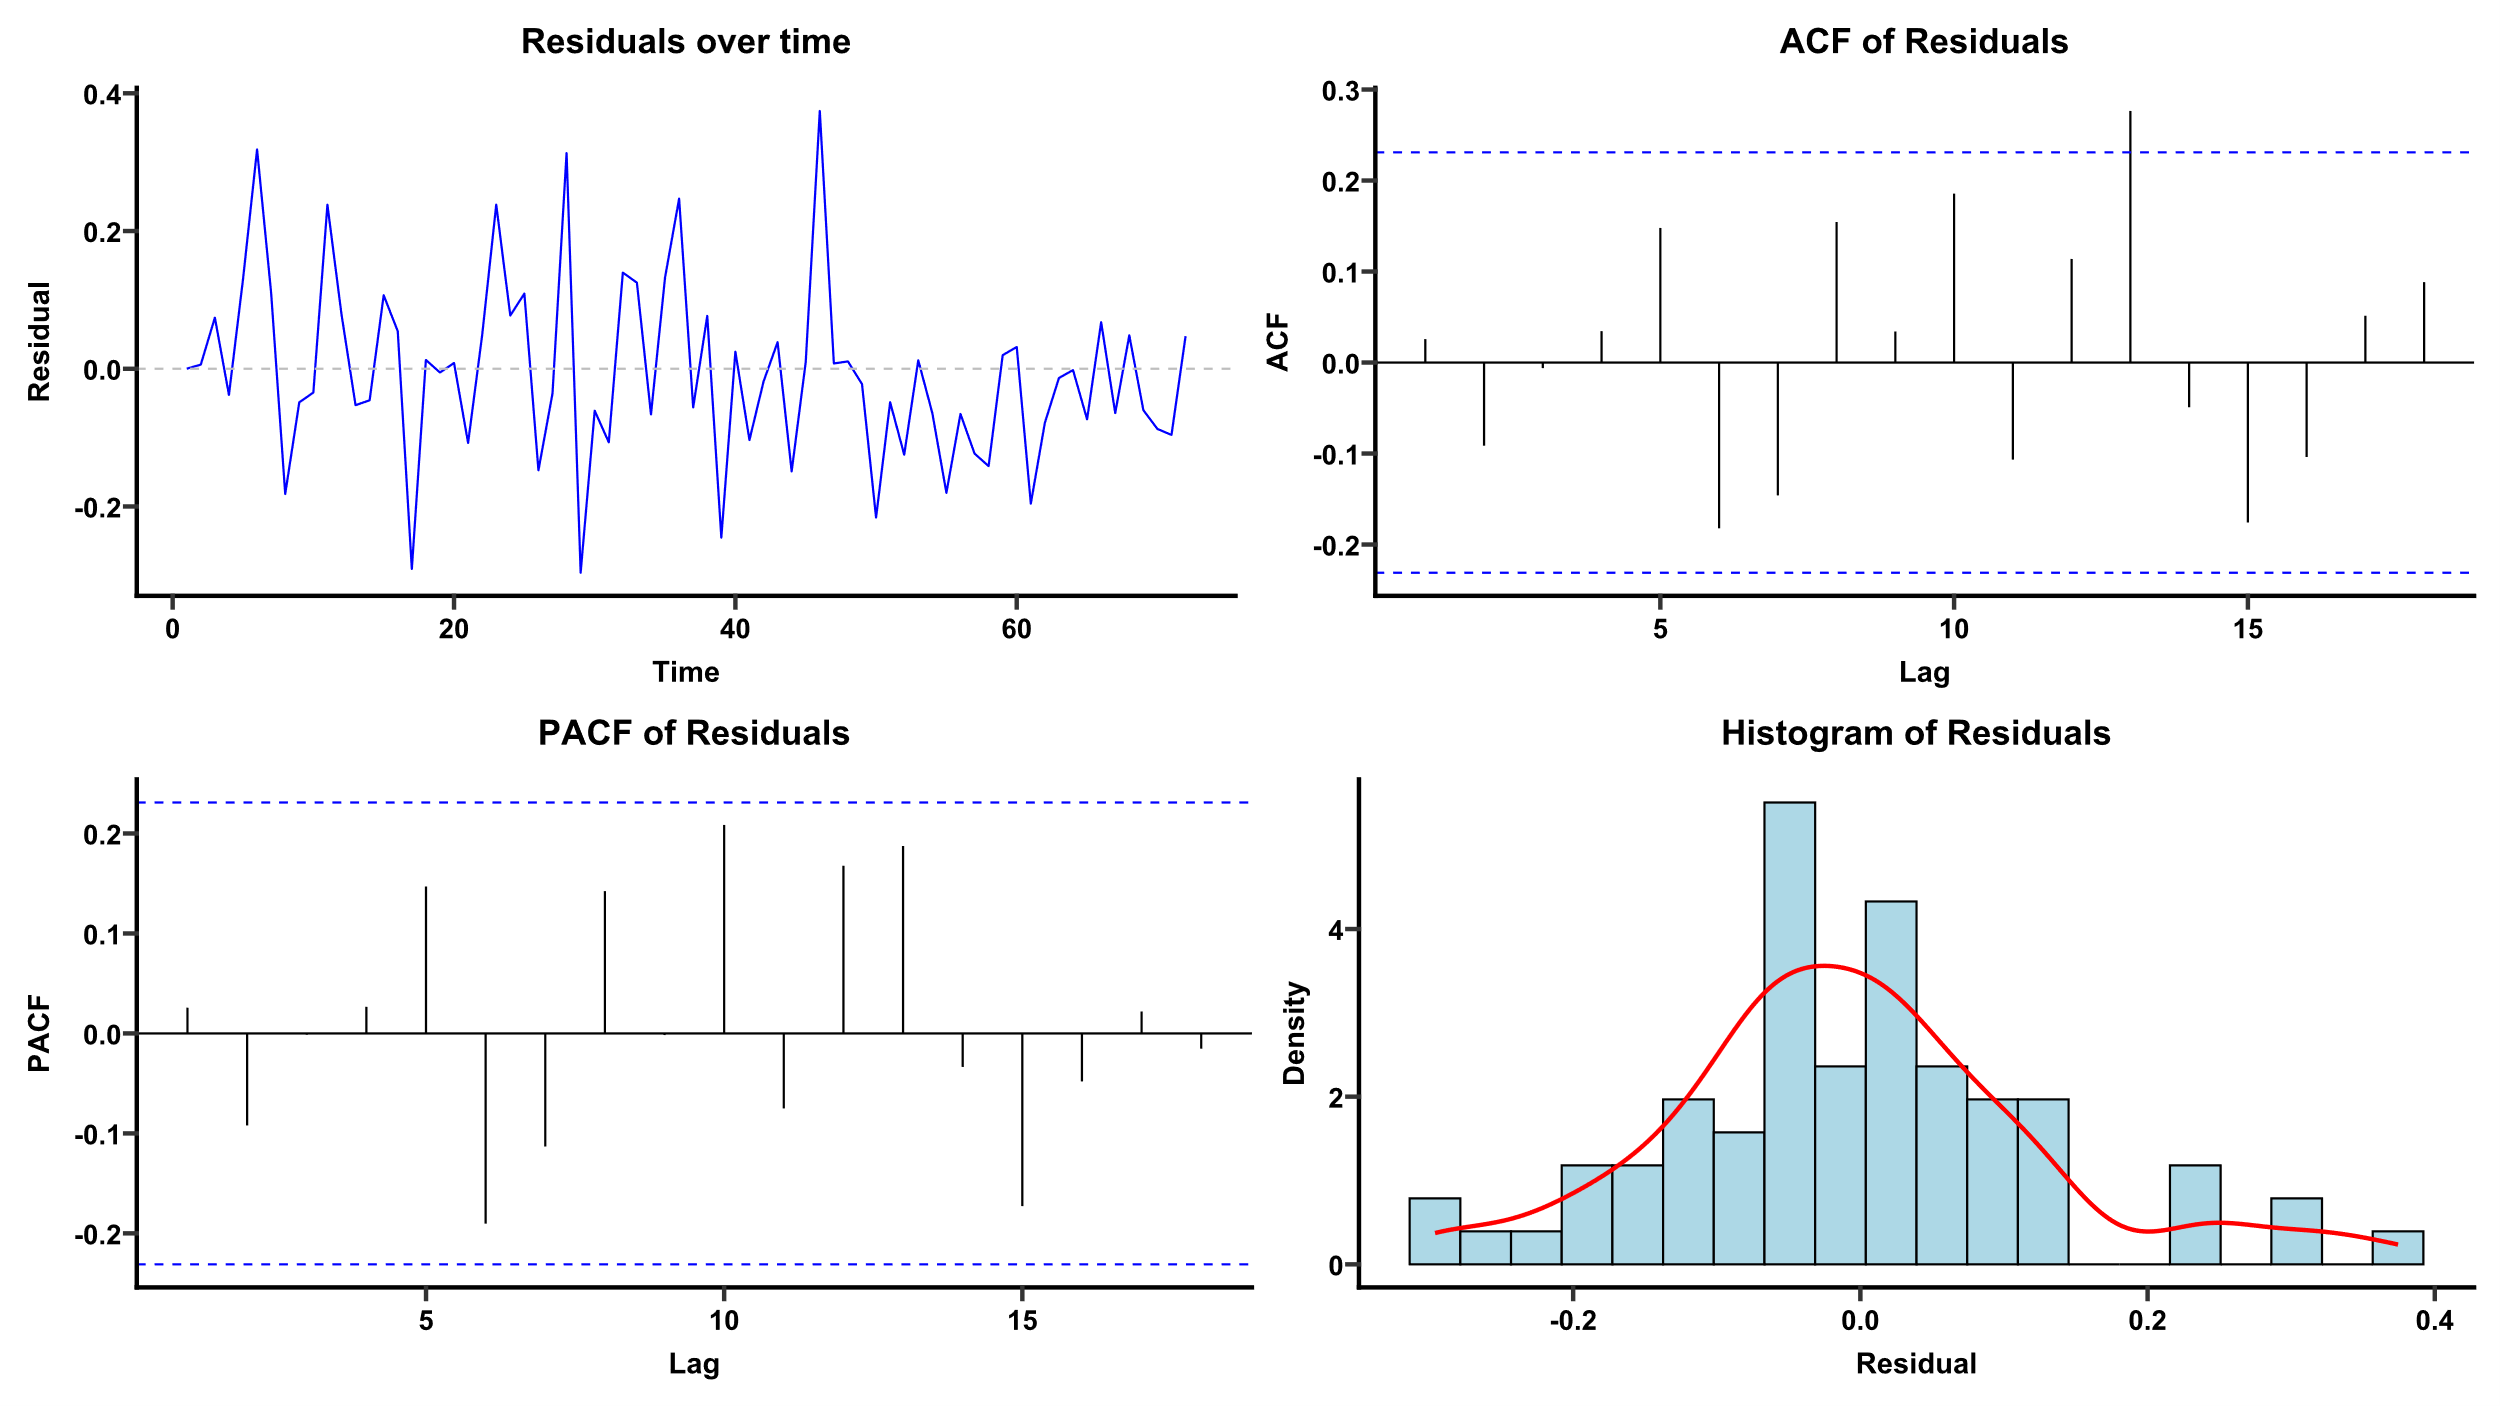 Residuals over time
0.4
0.2
0.0
-0.2
Residual
0
20
40
60
Time
ACF of Residuals
0.3
0.2
0.1
0.0
-0.1
-0.2
ACF
5
10
15
Lag
PACF of Residuals
0.2
0.1
0.0
-0.1
-0.2
PACF
5
10
15
Lag
Histogram of Residuals
4
2
0
Density
-0.2
0.0
0.2
0.4
Residual